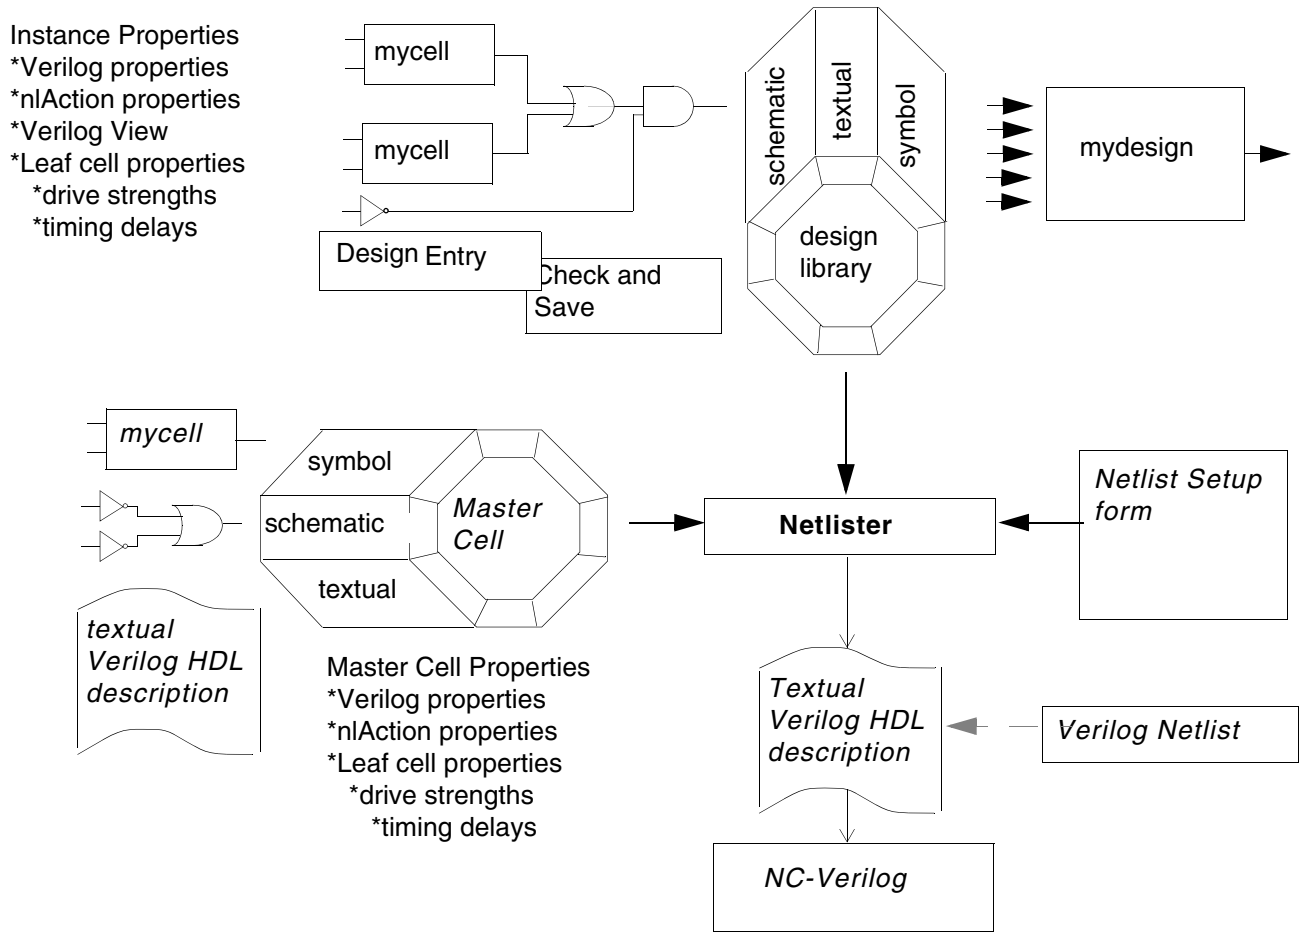 Instance Properties
*Verilog properties
*nlAction properties
*Verilog View
*Leaf cell properties
*drive strengths
*timing delays
mycell
mycell
Design Entry
Check and
Save
schematic
textual
symbol
design
library
mydesign
mycell
symbol
schematic
textual
Master
Cell
textual
Verilog HDL
description
Master Cell Properties
*Verilog properties
*nlAction properties
*Leaf cell properties
*drive strengths
*timing delays
Netlister
Netlist Setup
form
Textual
Verilog HDL
description
Verilog Netlist
NC-Verilog